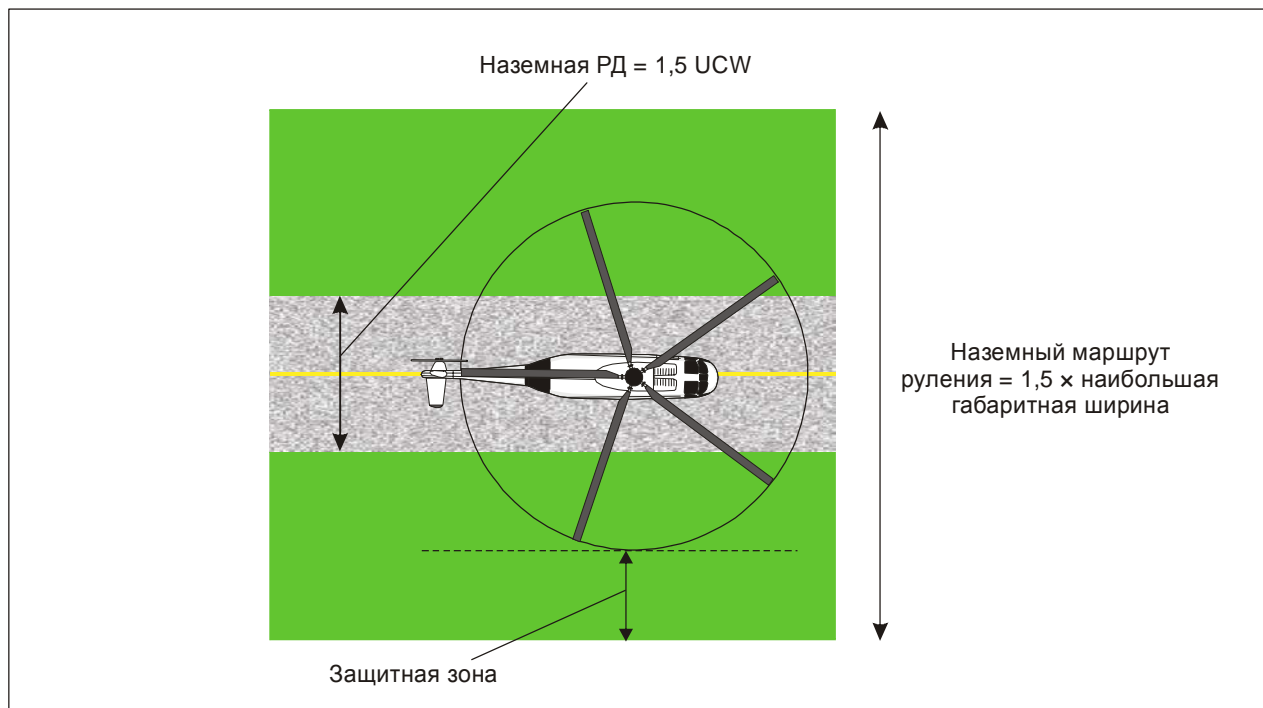 Наземная РД = 1,5 UCW
Наземный маршрут
руления = 1,5 × наибольшая
габаритная ширина
Защитная зона